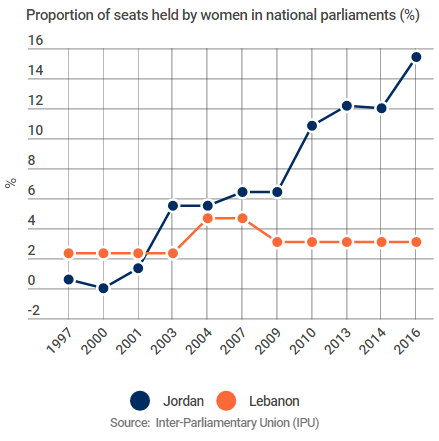 Proportion of seats held by women in national parliaments (%)
16
14
12
10
8
6
4
2
0
-2
%
1997 2000 2001 2003 2004 2007 2009 2010 2013 2014 2016
Jordan Lebanon
Source: Inter-Parliamentary Union (IPU)